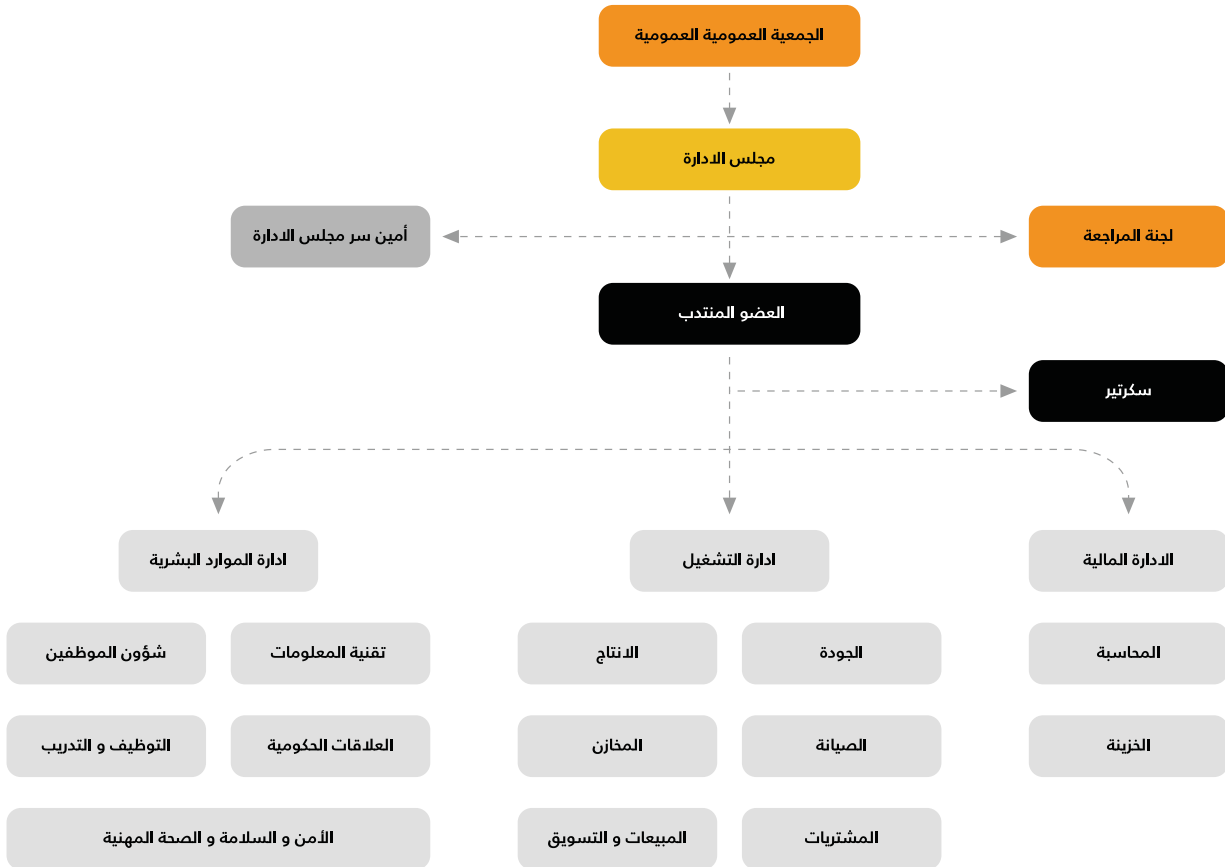 الجمعية العمومية العمومية
مجلس الادارة
لجنة المراجعة
أمين سر مجلس الادارة
العضو المنتدب
سكرتير
الادارة المالية
ادارة التشغيل
ادارة الموارد البشرية
المحاسبة
الجودة
الانتاج
تقنية المعلومات
شؤون الموظفين
الخزينة
الصيانة
المخازن
العلاقات الحكومية
التوظيف و التدريب
المشتريات
المبيعات و التسويق
الأمن و السلامة و الصحة المهنية